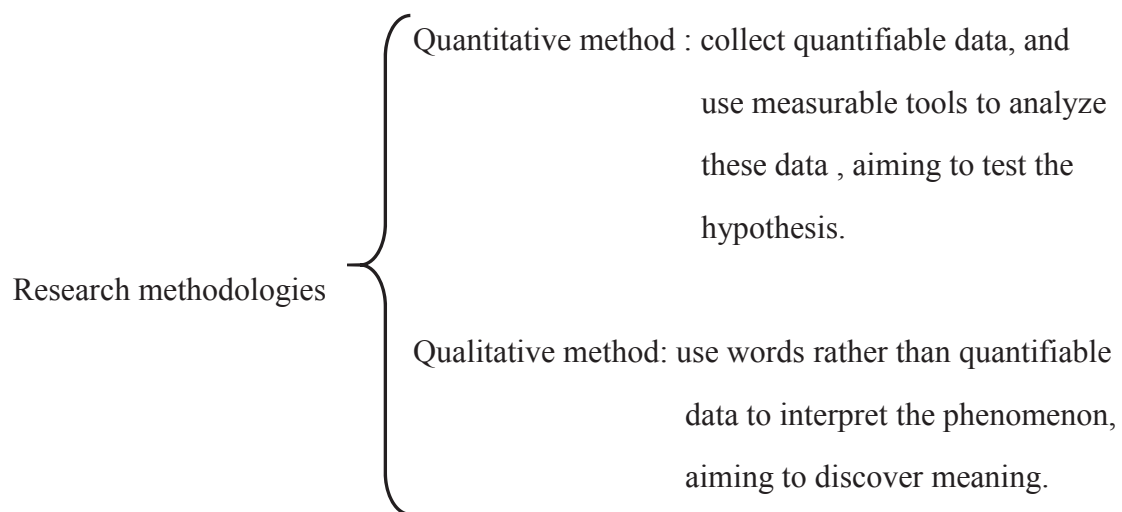 Quantitative method : collect quantifiable data, and
use measurable tools to analyze
these data , aiming to test the
hypothesis.
Research methodologies
Qualitative method: use words rather than quantifiable
data to interpret the phenomenon,
aiming to discover meaning.